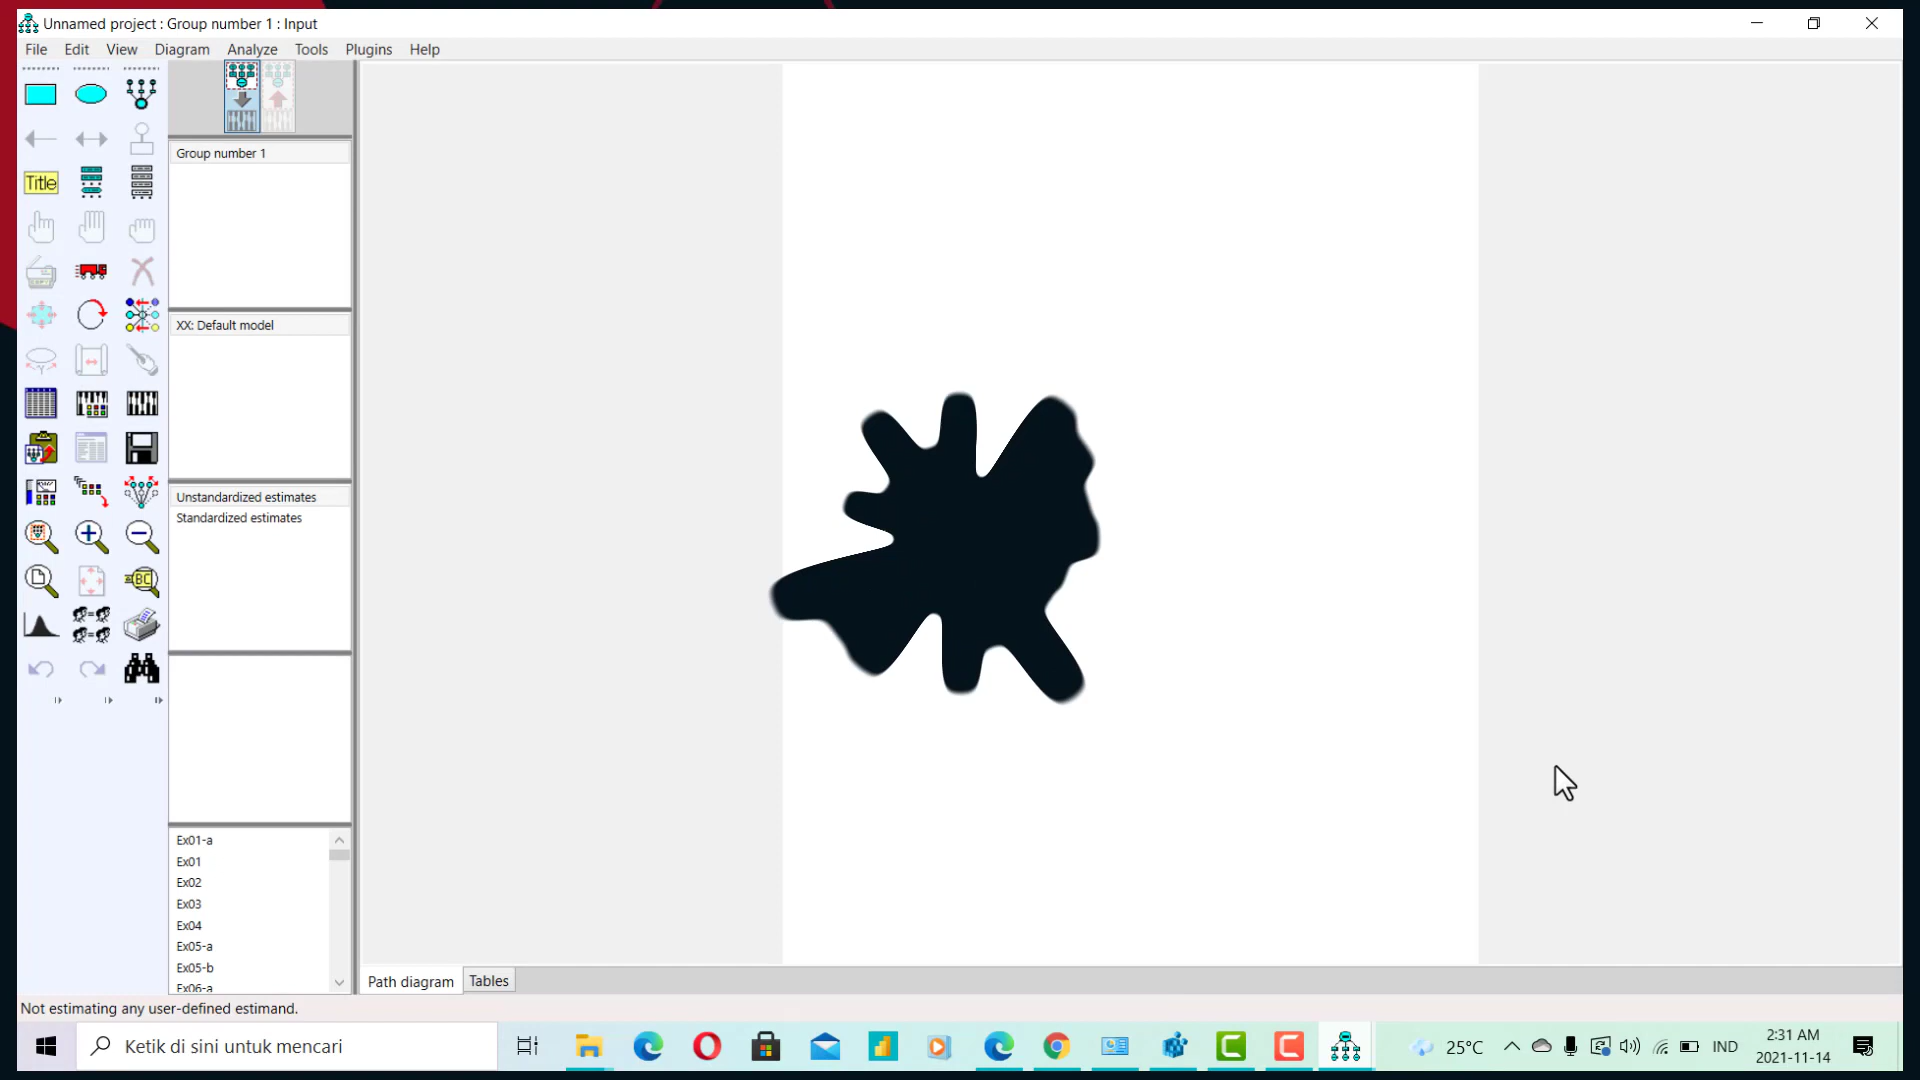 Unnamed project : Group number 1 : Input
File Edit View Diagram Analyze Tools Plugins Help
Title
Group number 1
XX: Default model
Unstandardized estimates
Standardized estimates
Ex01-a
Ex01
Ex02
Ex03
Ex04
Ex05-a
Ex05-b
Ex06-a
Path diagram Tables
Not estimating any user-defined estimand.
Ketik di sini untuk mencari
25°C
IND
2:31 AM
2021-11-14